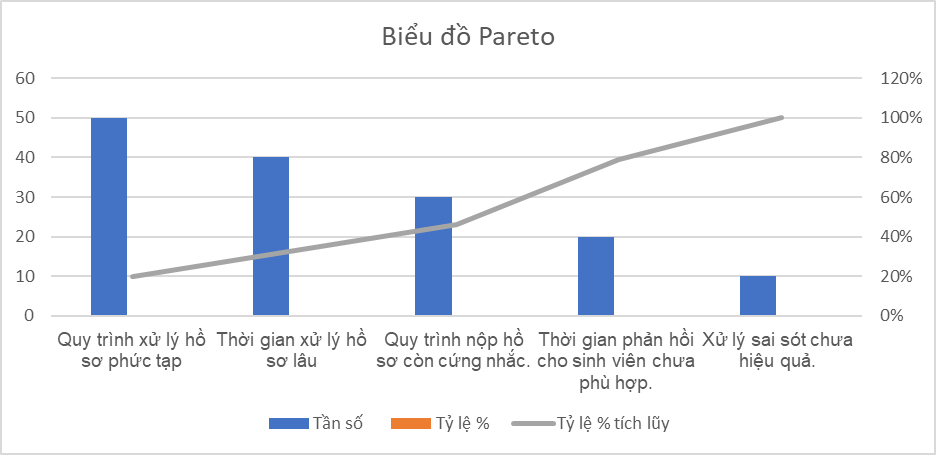 Biểu đồ Pareto
60
50
40
30
20
10
0
120%
100%
80%
60%
40%
20%
0%
Quy trình xử lý hồ
sơ phức tạp
Thời gian xử lý hồ
sơ lâu
Quy trình nộp hồ
sơ còn cứng nhắc.
Thời gian phản hồi
cho sinh viên chưa
phù hợp.
Xử lý sai sót chưa
hiệu quả.
Tần số
Tỷ lệ %
Tỷ lệ % tích lũy